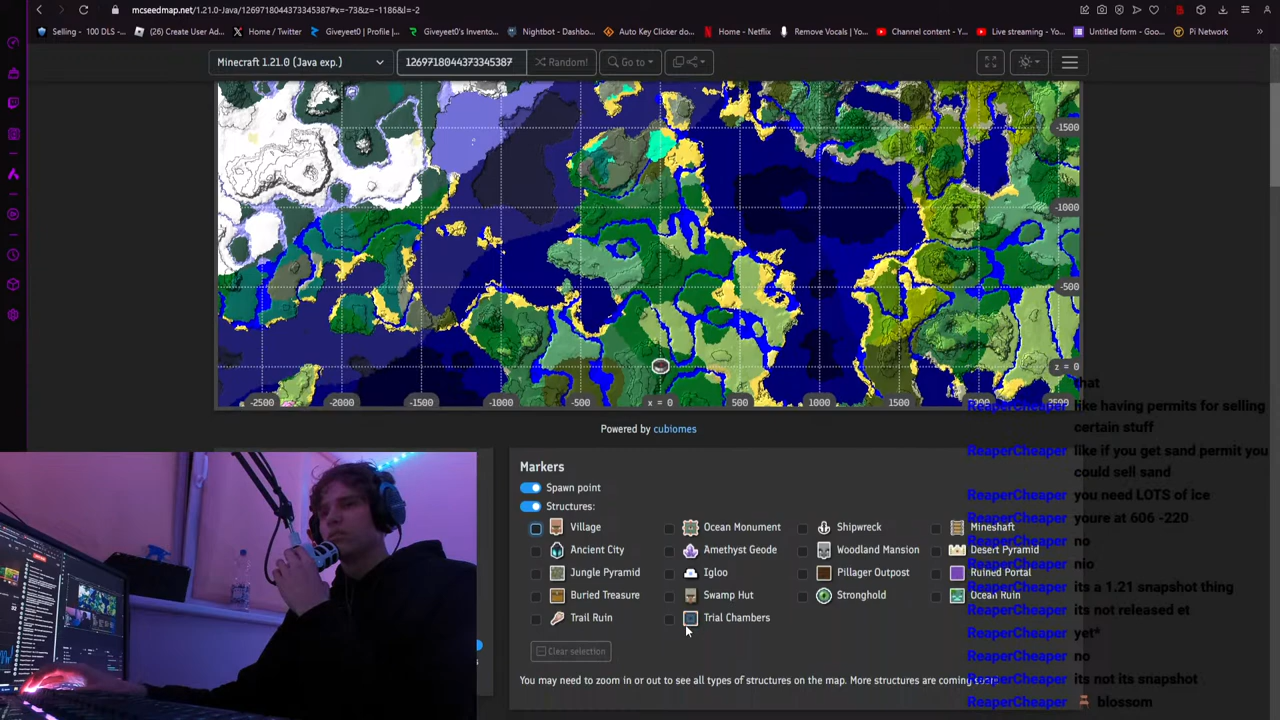 mcseedmap.net/1.21.0-Java/1269718044373345387#x=-73&z=-1186&l=-2
Selling - 100 DLS -...
(26) Create User Ad...
Home / Twitter
Giveyeet0 | Profile |...
Giveyeet0's Invento...
Nightbot - Dashboar...
Auto Key Clicker do...
Home - Netflix
Remove Vocals |/ ...
Channel content - Y...
Live streaming - Yo...
Untitled form - Goo...
Pi Network
Minecraft 1.21.0 (Java exp.)
1269718044373345387
Random!
Go to
-1500
-1000
-500
z = 0
-2500
-2000
-1500
-1000
-500
x = 0
500
1000
1500
2000
2500
Powered by cubiomes
Markers
Spawn point
Structures:
Village
Ocean Monument
Shipwreck
Mineshaft
Ancient City
Amethyst Geode
Woodland Mansion
Desert Pyramid
Jungle Pyramid
Igloo
Pillager Outpost
Ruined Portal
Buried Treasure
Swamp Hut
Stronghold
Ocean Ruin
Trail Ruin
Trial Chambers
Clear selection
You may need to zoom in or out to see all types of structures on the map. More structures are coming
that
ReaperCheaper like having permits for selling
certain stuff
ReaperCheaper like if you get sand permit you
could sell sand
ReaperCheaper you need LOTS of ice
ReaperCheaper youre at 606 -220
ReaperCheaper no
ReaperCheaper nio
ReaperCheaper its a 1.21 snapshot thing
ReaperCheaper its not released et
ReaperCheaper yet*
ReaperCheaper no
ReaperCheaper its not its snapshot
ReaperCheaper blossom